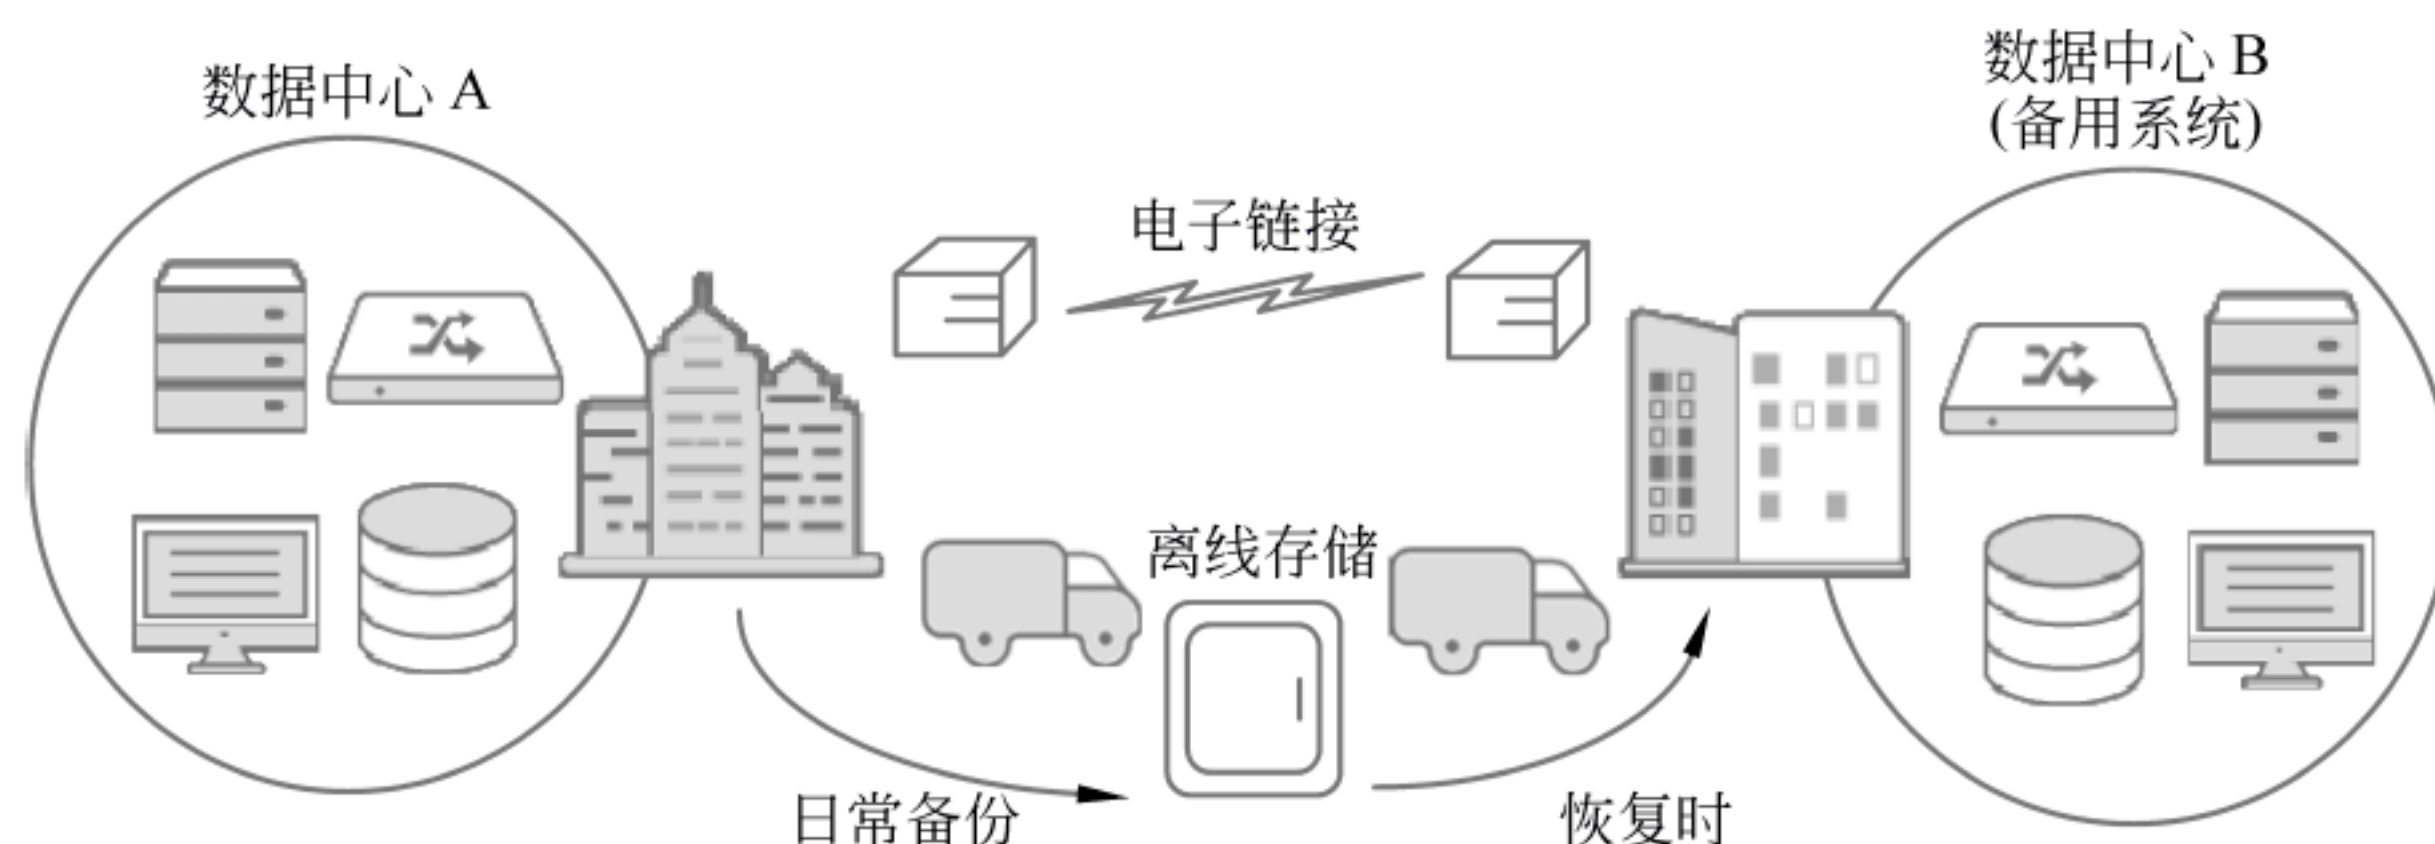 数据中心 A
数据中心 B
(备用系统)
电子链接
离线存储
日常备份
恢复时